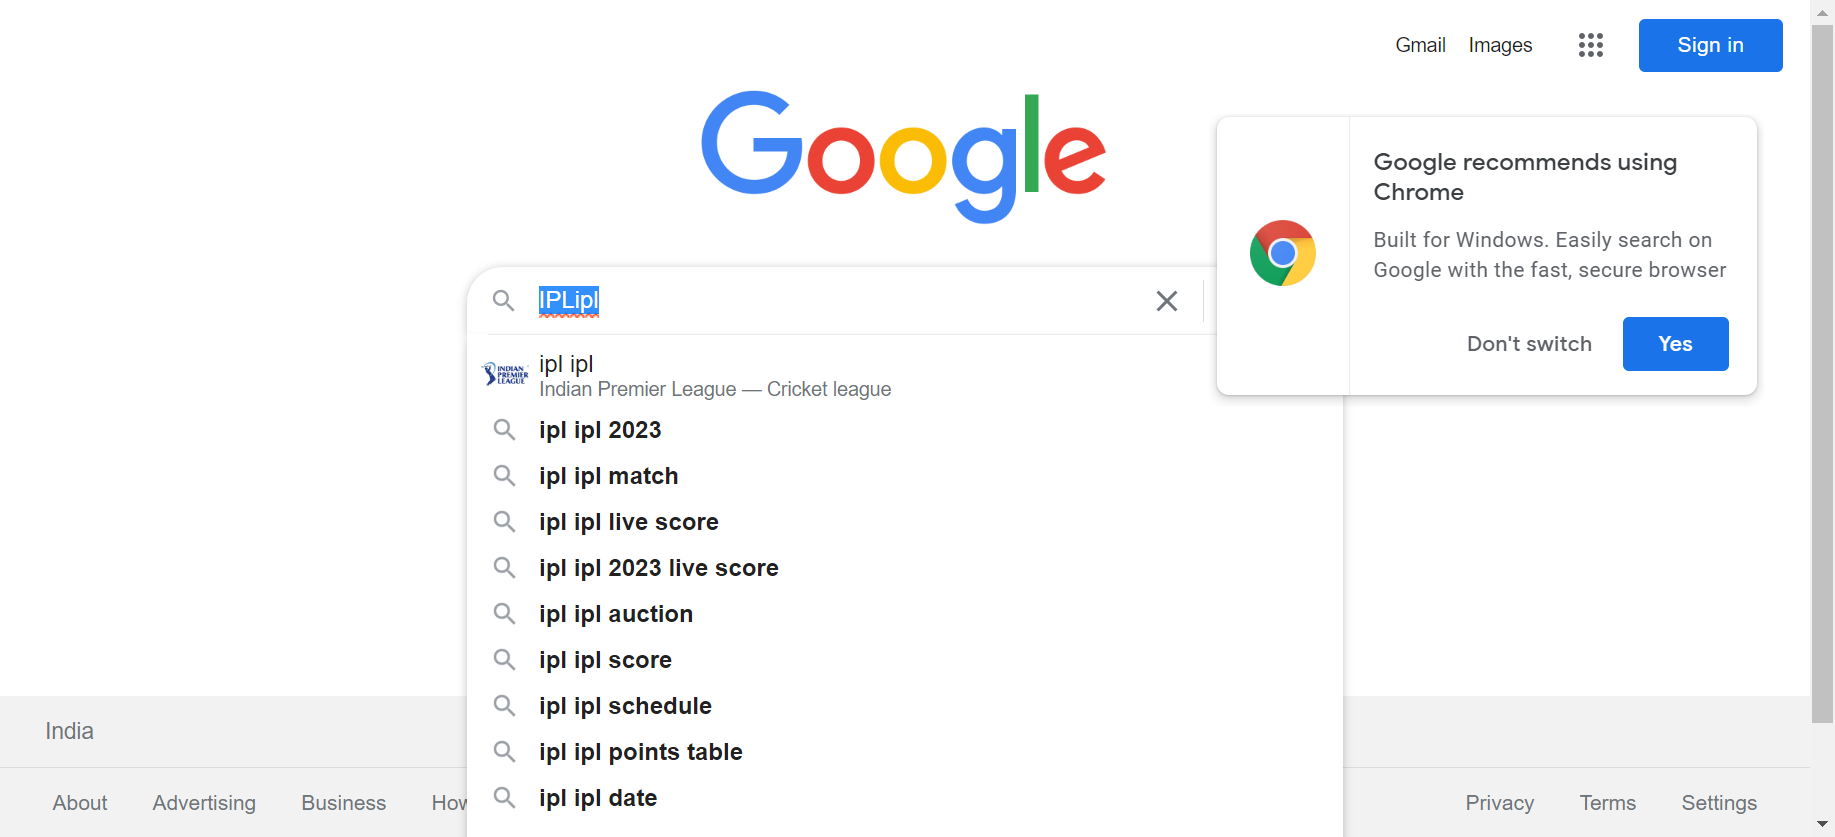 Gmail Images Sign in
Google
Google recommends using
Chrome
Built for Windows. Easily search on
Google with the fast, secure browser
Don't switch Yes
IPLipl
INDIAN
PREMIER
LEAGUE
ipl ipl
Indian Premier League — Cricket league
ipl ipl 2023
ipl ipl match
ipl ipl live score
ipl ipl 2023 live score
ipl ipl auction
ipl ipl score
ipl ipl schedule
ipl ipl points table
ipl ipl date
India
About Advertising Business How Privacy Terms Settings